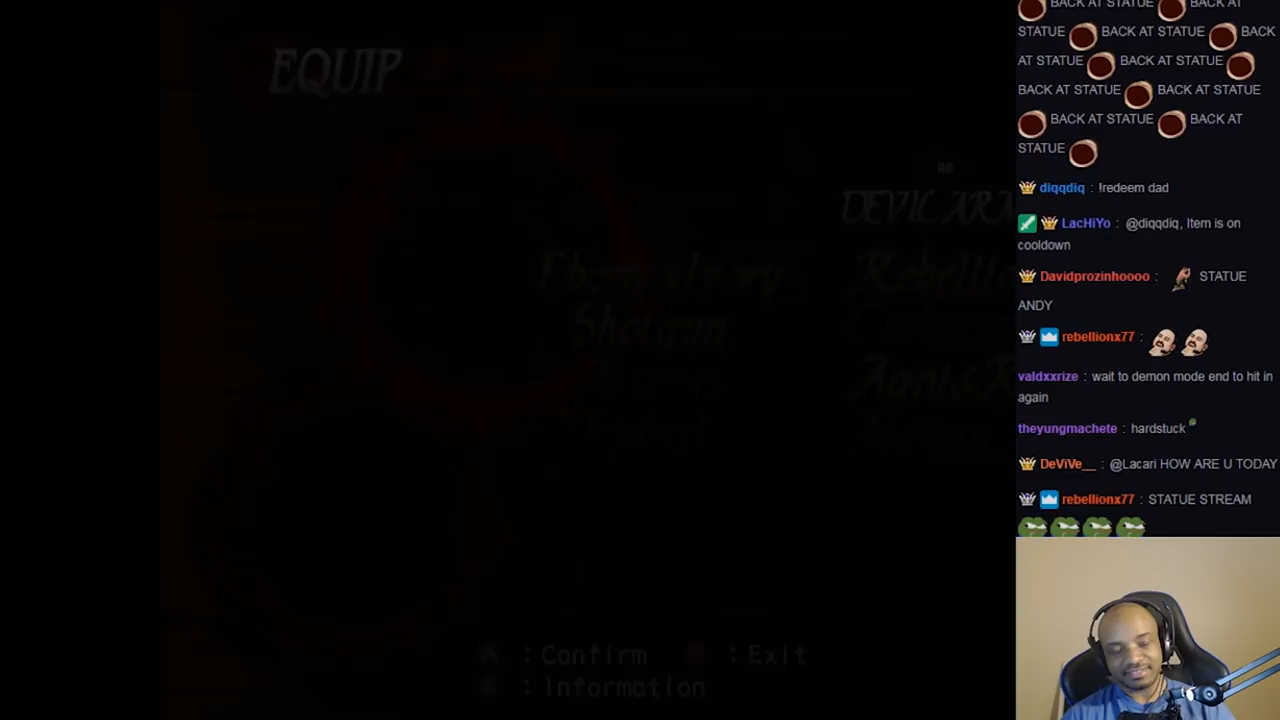 EQUIP
RB
DEVIL ARM
Ebony & Ivory
Rebellio
Shotgun
Agni & R
: Confirm : Exit
: Information
BACK AT STATUE BACK AT
STATUE BACK AT STATUE BACK
AT STATUE BACK AT STATUE
BACK AT STATUE BACK AT STATUE
BACK AT STATUE BACK AT
STATUE
diqqdiq : !redeem dad
LacHiYo : @diqqdiq, Item is on
cooldown
Davidprozinhoooo : STATUE
ANDY
rebellionx77 :
valdxxrize : wait to demon mode end to hit in
again
theyungmachete : hardstuck
DeViVe__ : @Lacari HOW ARE U TODAY
rebellionx77 : STATUE STREAM